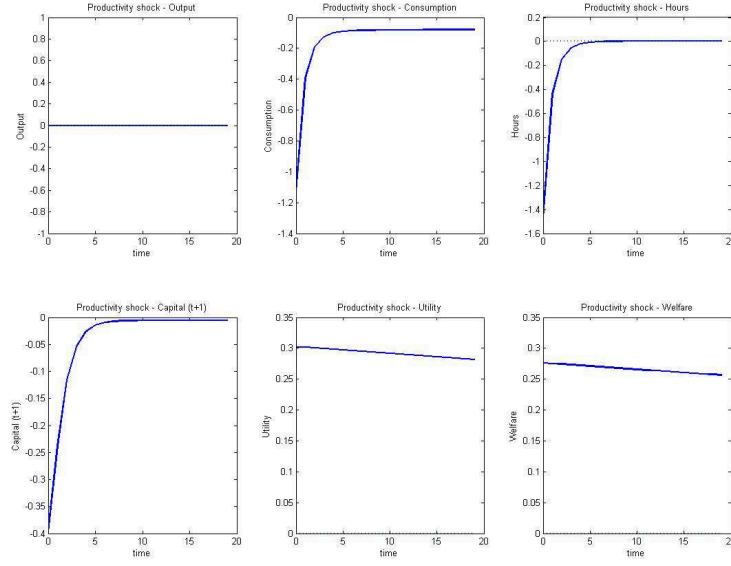 Productivity shock - Output
1
0.8
0.6
0.4
0.2
0
-0.2
-0.4
-0.6
-0.8
-1
Output
0 5 10 15 20
time
Productivity shock - Consumption
0
-0.2
-0.4
-0.6
-0.8
-1
-1.2
-1.4
Consumption
0 5 10 15 20
time
Productivity shock - Hours
0.2
0
-0.2
-0.4
-0.6
-0.8
-1
-1.2
-1.4
-1.6
Hours
0 5 10 15 20
time
Productivity shock - Capital (t+1)
0
-0.05
-0.1
-0.15
-0.2
-0.25
-0.3
-0.35
-0.4
Capital (t+1)
0 5 10 15 20
time
Productivity shock - Utility
0.35
0.3
0.25
0.2
0.15
0.1
0.05
0
Utility
0 5 10 15 20
time
Productivity shock - Welfare
0.35
0.3
0.25
0.2
0.15
0.1
0.05
0
Welfare
0 5 10 15 20
time